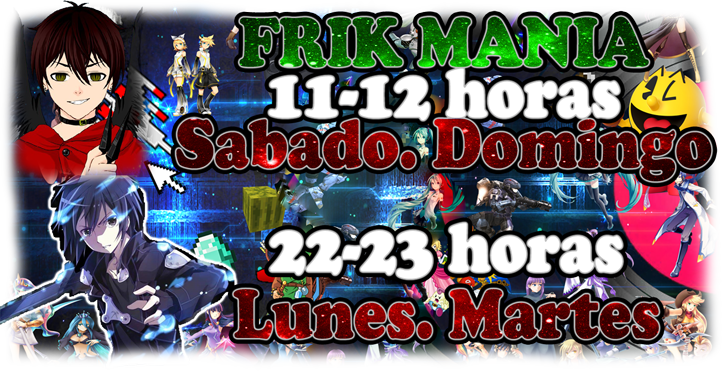 FRIK MANIA
11-12 horas
Sabado. Domingo
22-23 horas
Lunes. Martes